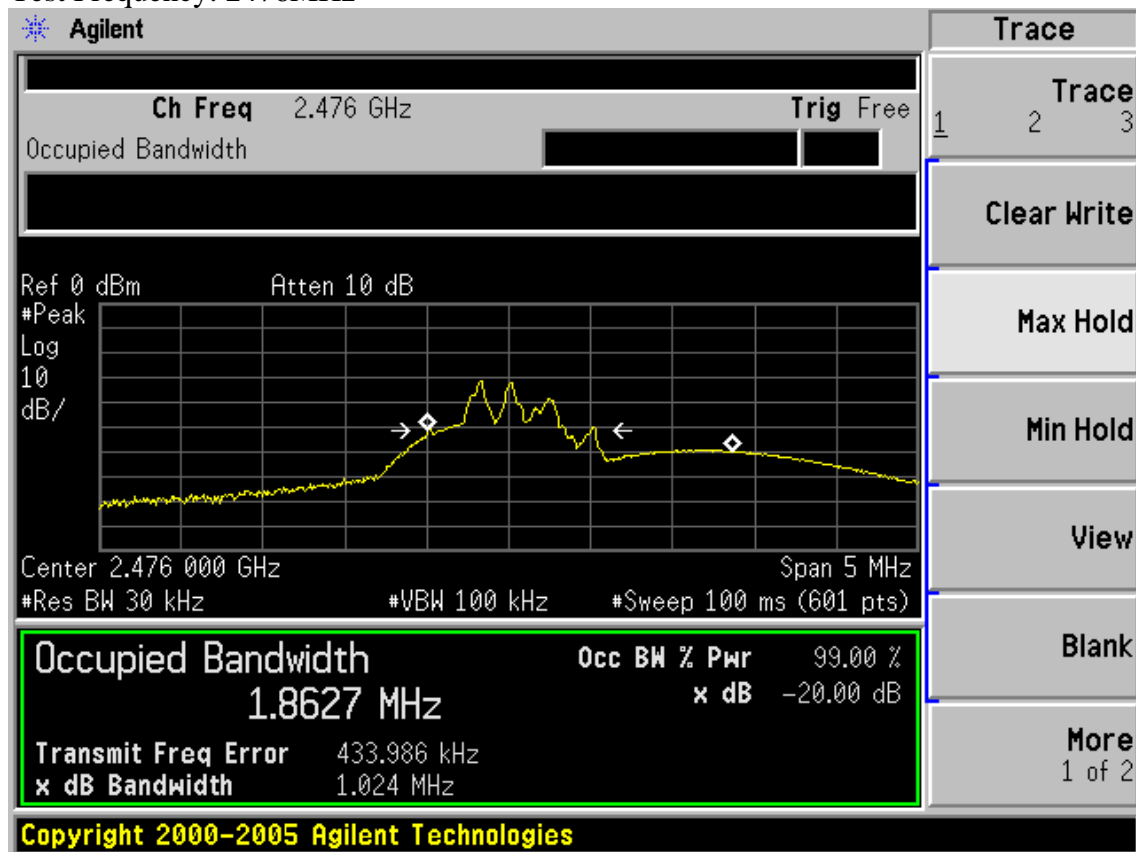 Agilent
Trace
Ch Freq 2.476 GHz Trig Free
Occupied Bandwidth
Trace
1 2 3
Clear Write
Max Hold
Min Hold
View
Blank
More
1 of 2
Ref 0 dBm Atten 10 dB
#Peak
Log
10
dB/
Center 2.476 000 GHz Span 5 MHz
#Res BW 30 kHz #VBW 100 kHz #Sweep 100 ms (601 pts)
Occupied Bandwidth Occ BW % Pwr 99.00 %
1.8627 MHz x dB -20.00 dB
Transmit Freq Error 433.986 kHz
x dB Bandwidth 1.024 MHz
Copyright 2000-2005 Agilent Technologies